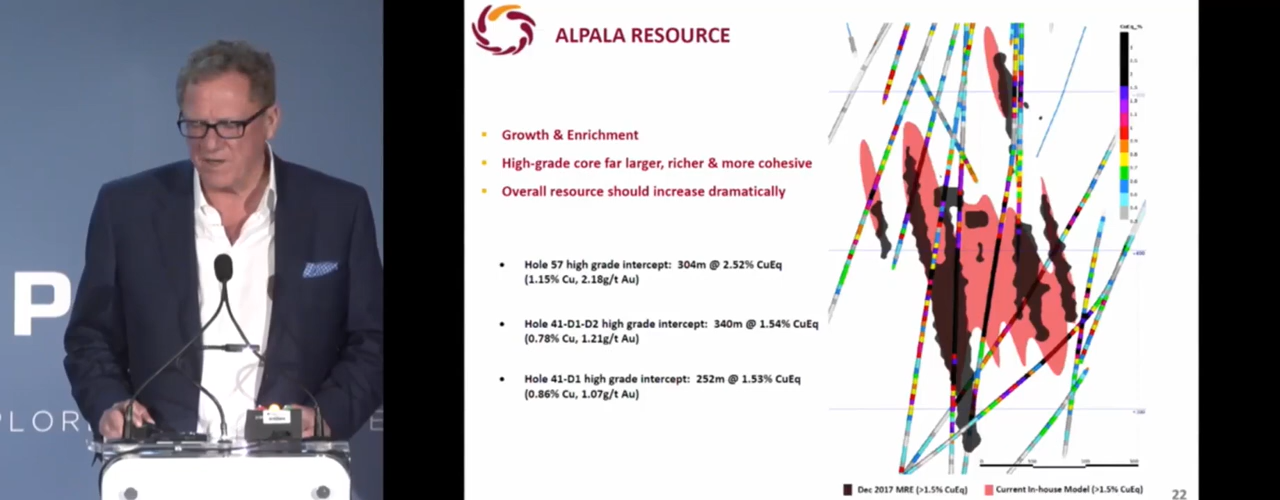 P
PLOR
E
ALPALA RESOURCE
Growth & Enrichment
High-grade core far larger, richer & more cohesive
Overall resource should increase dramatically
Hole 57 high grade intercept: 304m @ 2.52% CuEq
(1.15% Cu, 2.18g/t Au)
Hole 41-D1-D2 high grade intercept: 340m @ 1.54% CuEq
(0.78% Cu, 1.21g/t Au)
Hole 41-D1 high grade intercept: 252m @ 1.53% CuEq
(0.86% Cu, 1.07g/t Au)
CuEq_%
Dec 2017 MRE (>1.5% CuEq)
Current In-house Model (>1.5% CuEq)
22